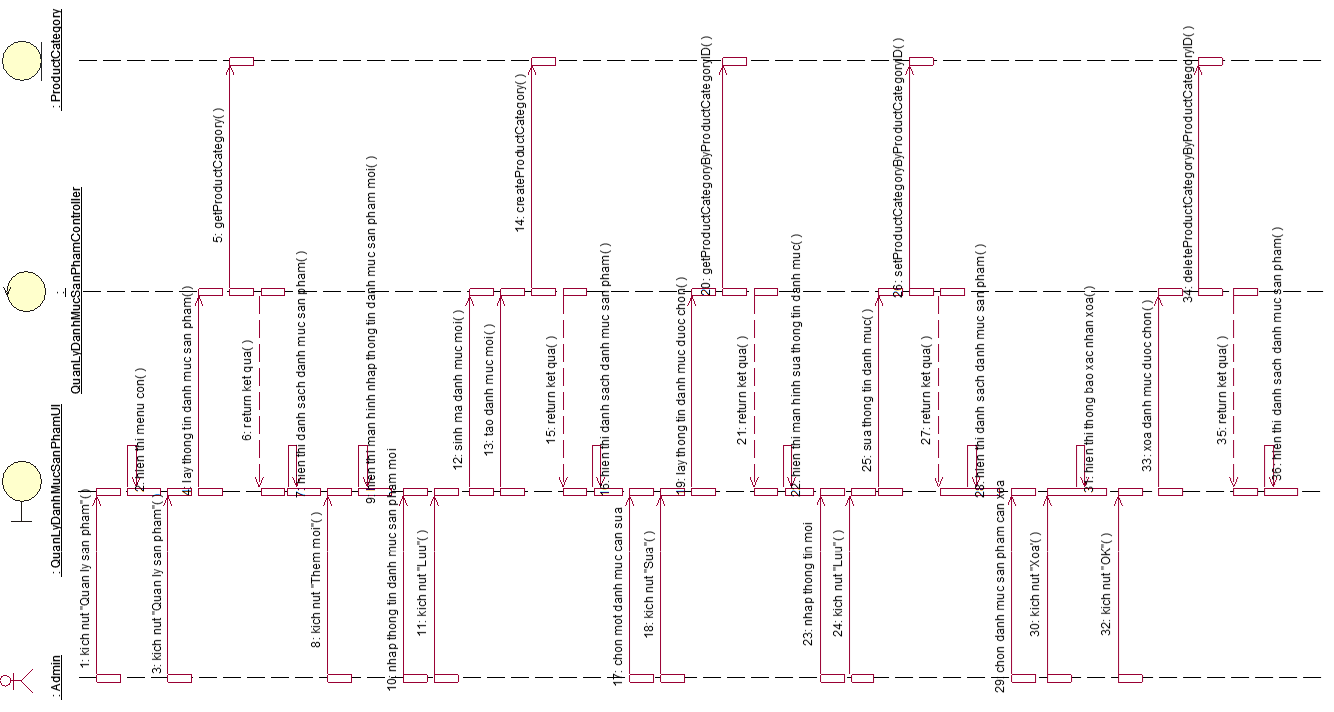 : Admin
: QuanLyDanhMucSanPhamUI
: QuanLyDanhMucSanPhamController
: ProductCategory
1: kich nut "Quan ly san pham"( )
2: hien thi menu con( )
3: kich nut "Quan ly san pham"( )
4: lay thong tin danh muc san pham( )
5: getProductCategory( )
6: return ket qua( )
7: hien thi danh sach danh muc san pham( )
8: kich nut "Them moi"( )
9: hien thi man hinh nhap thong tin danh muc san pham moi( )
10: nhap thong tin danh muc san pham moi
11: kich nut "Luu"( )
12: sinh ma danh muc moi( )
13: tao danh muc moi( )
14: createProductCategory( )
15: return ket qua( )
16: hien thi danh sach danh muc san pham( )
17: chon mot danh muc can sua
18: kich nut "Sua"( )
19: lay thong tin danh muc duoc chon( )
20: getProductCategoryByProductCategoryID( )
21: return ket qua( )
22: hien thi man hinh sua thong tin danh muc( )
23: nhap thong tin moi
24: kich nut "Luu"( )
25: sua thong tin danh muc( )
26: setProductCategoryByProductCategoryID( )
27: return ket qua( )
28: hien thi danh sach danh muc san pham( )
29: chon danh muc san pham can xoa
30: kich nut "Xoa'( )
31: hien thi thong bao xac nhan xoa( )
32: kich nut "OK"( )
33: xoa danh muc duoc chon( )
34: deleteProductCategoryByProductCategoryID( )
35: return ket qua( )
36: hien thi danh sach danh muc san pham( )